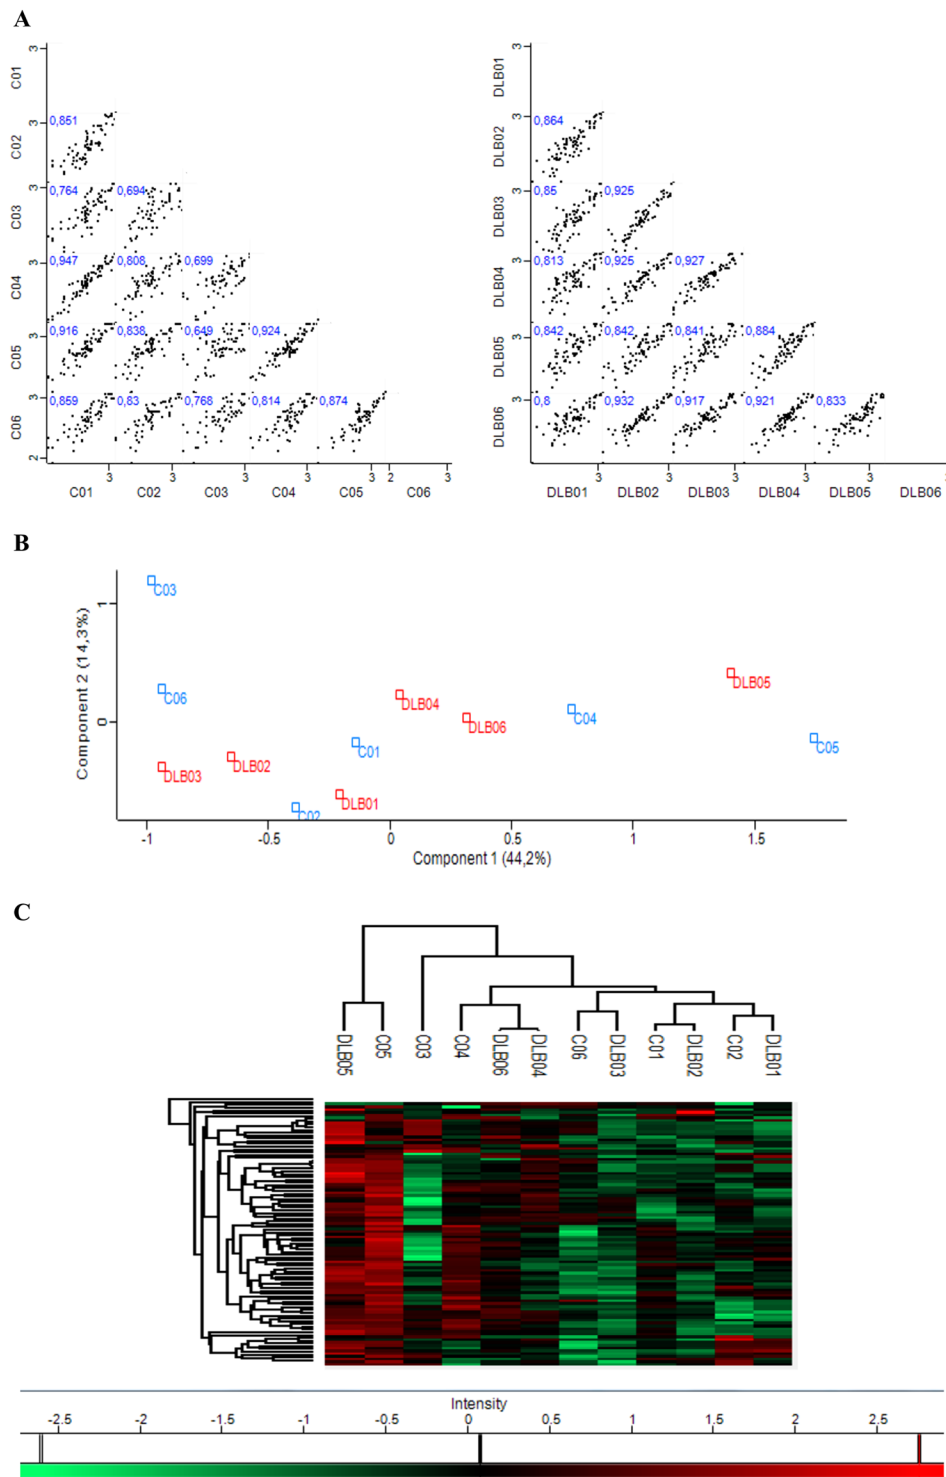 A
C01 3
C02 3 0,851
C03 3 0,764 0,694
C04 3 0,947 0,808 0,699
C05 3 0,916 0,838 0,649 0,924
C06 3 2 0,859 0,83 0,768 0,814 0,874
3 3 3 3 3 2 3
C01 C02 C03 C04 C05 C06
DLB01 3
DLB02 3 0,864
DLB03 3 0,85 0,925
DLB04 3 0,813 0,925 0,927
DLB05 3 0,842 0,842 0,841 0,884
DLB06 3 0,8 0,932 0,917 0,921 0,833
3 3 3 3 3 3
DLB01 DLB02 DLB03 DLB04 DLB05 DLB06
B
Component 2 (14,3%)
1
0
C03
C06
DLB03
DLB02
C02
DLB01
C01
DLB04
DLB06
C04
DLB05
C05
-1 -0.5 0 0.5 1 1.5
Component 1 (44,2%)
C
DLB05 C05 C03 C04 DLB06 DLB04 C06 DLB03 C01 DLB02 C02 DLB01
Intensity
-2.5 -2 -1.5 -1 -0.5 0 0.5 1 1.5 2 2.5